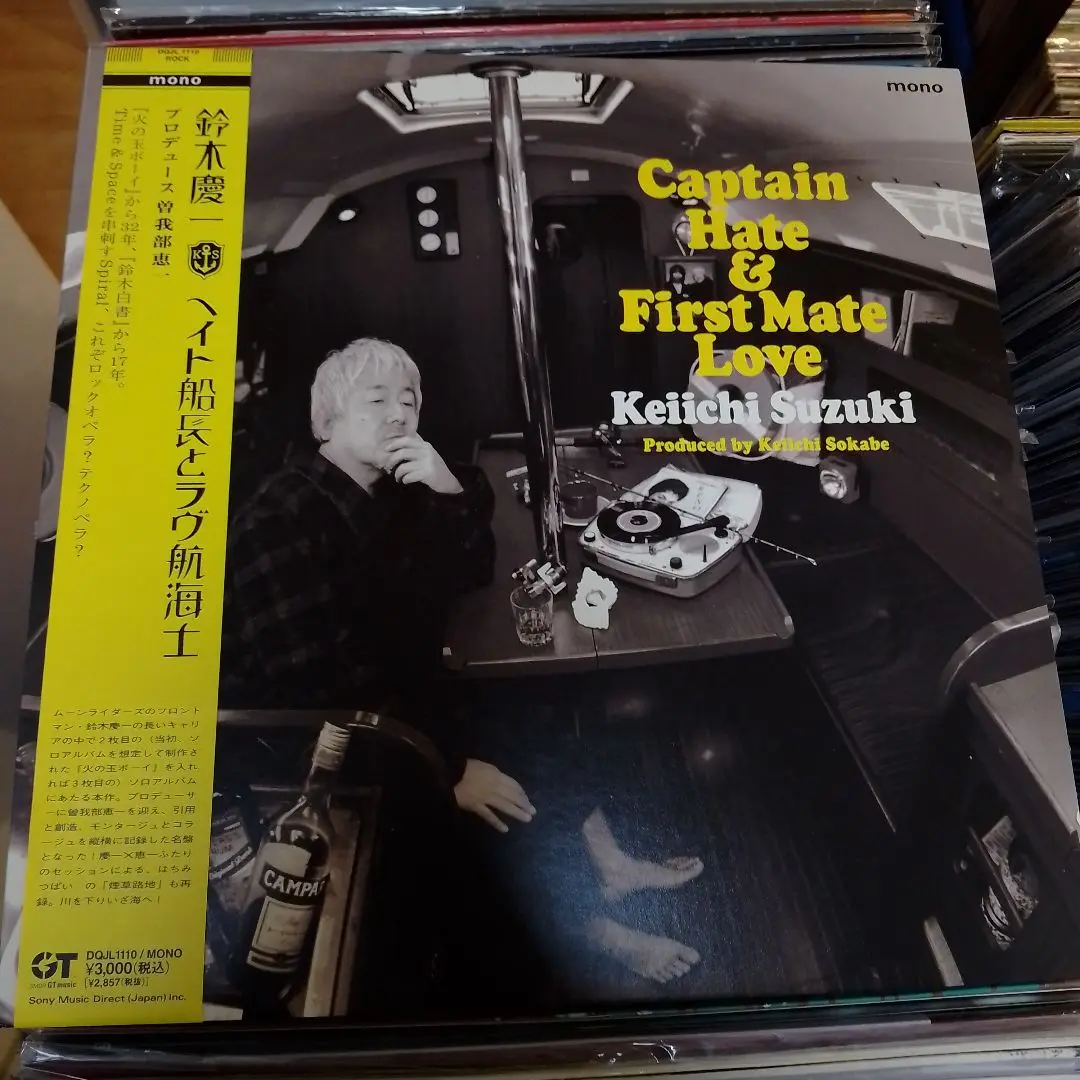 DQJL 1110
ROCK
mono
鈴木慶一
KS
ヘイト船長とラヴ航海士
プロデュース 曽我部恵一
『火の玉ボーイ』から32年、『鈴木白書』から17年。
Time & Spaceを串刺すSpiral、これぞロックオペラ?テクノペラ?
ムーンライダーズのフロント
マン・鈴木慶一の長いキャリ
アの中で2枚目の(当初、ソ
ロアルバムを想定して制作さ
れた『火の玉ボーイ』を入れ
れば3枚目の)ソロアルバム
にあたる本作。プロデューサ
ーに曽我部恵一を迎え、引用
と創造、モンタージュとコラ
ージュを縦横に記録した名盤
となった!慶一×恵一ふたり
のセッションによる、はちみ
つぱい の「煙草路地」も再
録。川を下りいざ海へ!
GT
GT music
DQJL1110 / MONO
¥3,000(税込)
[¥2,857(税抜)]
Sony Music Direct (Japan) Inc.
mono
Captain
Hate
&
First Mate
Love
Keiichi Suzuki
Produced by Keiichi Sokabe
CAMPA